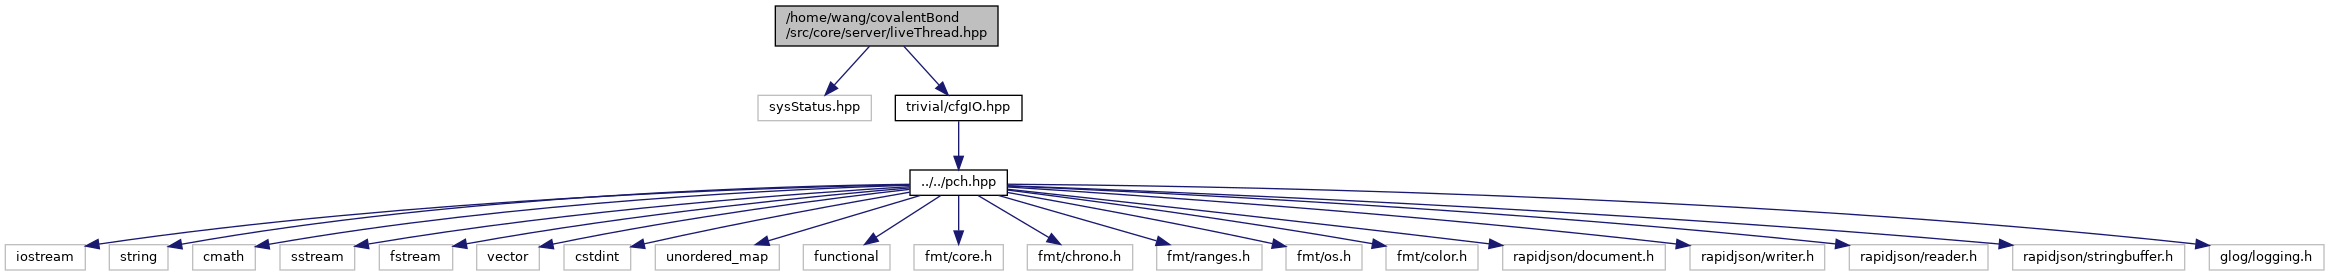 /home/wang/covalentBond
/src/core/server/liveThread.hpp
sysStatus.hpp
trivial/cfgIO.hpp
../../pch.hpp
iostream
string
cmath
sstream
fstream
vector
cstdint
unordered_map
functional
fmt/core.h
fmt/chrono.h
fmt/ranges.h
fmt/os.h
fmt/color.h
rapidjson/document.h
rapidjson/writer.h
rapidjson/reader.h
rapidjson/stringbuffer.h
glog/logging.h